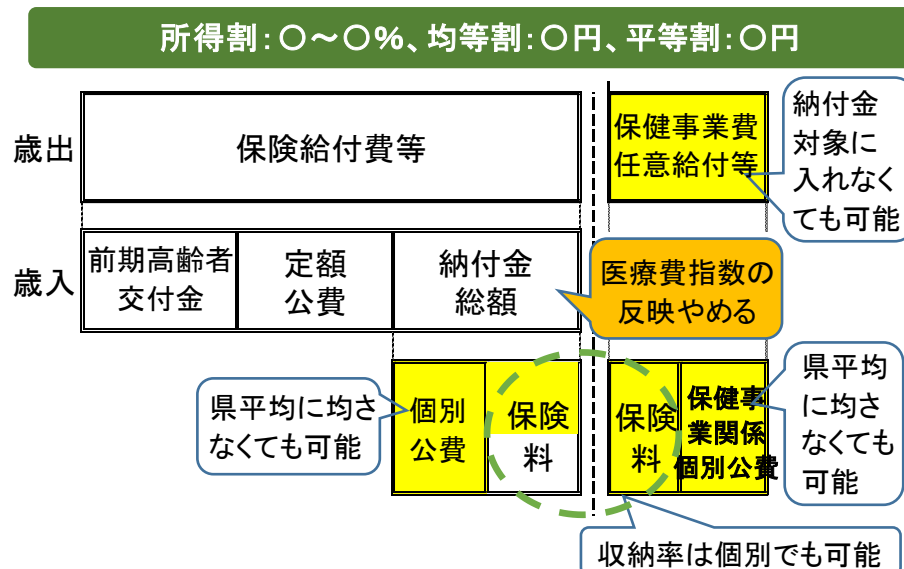 所得割:〇～〇%、均等割:〇円、平等割:〇円
歳出
保険給付費等
保健事業費
任意給付等
納付金
対象に
入れなく
ても可能
歳入
前期高齢者
交付金
定額
公費
納付金
総額
医療費指数の
反映やめる
県平均に均さ
なくても可能
個別
公費
保険
料
保険
料
保健事
業関係
個別公費
県平均
に均さ
なくても
可能
収納率は個別でも可能